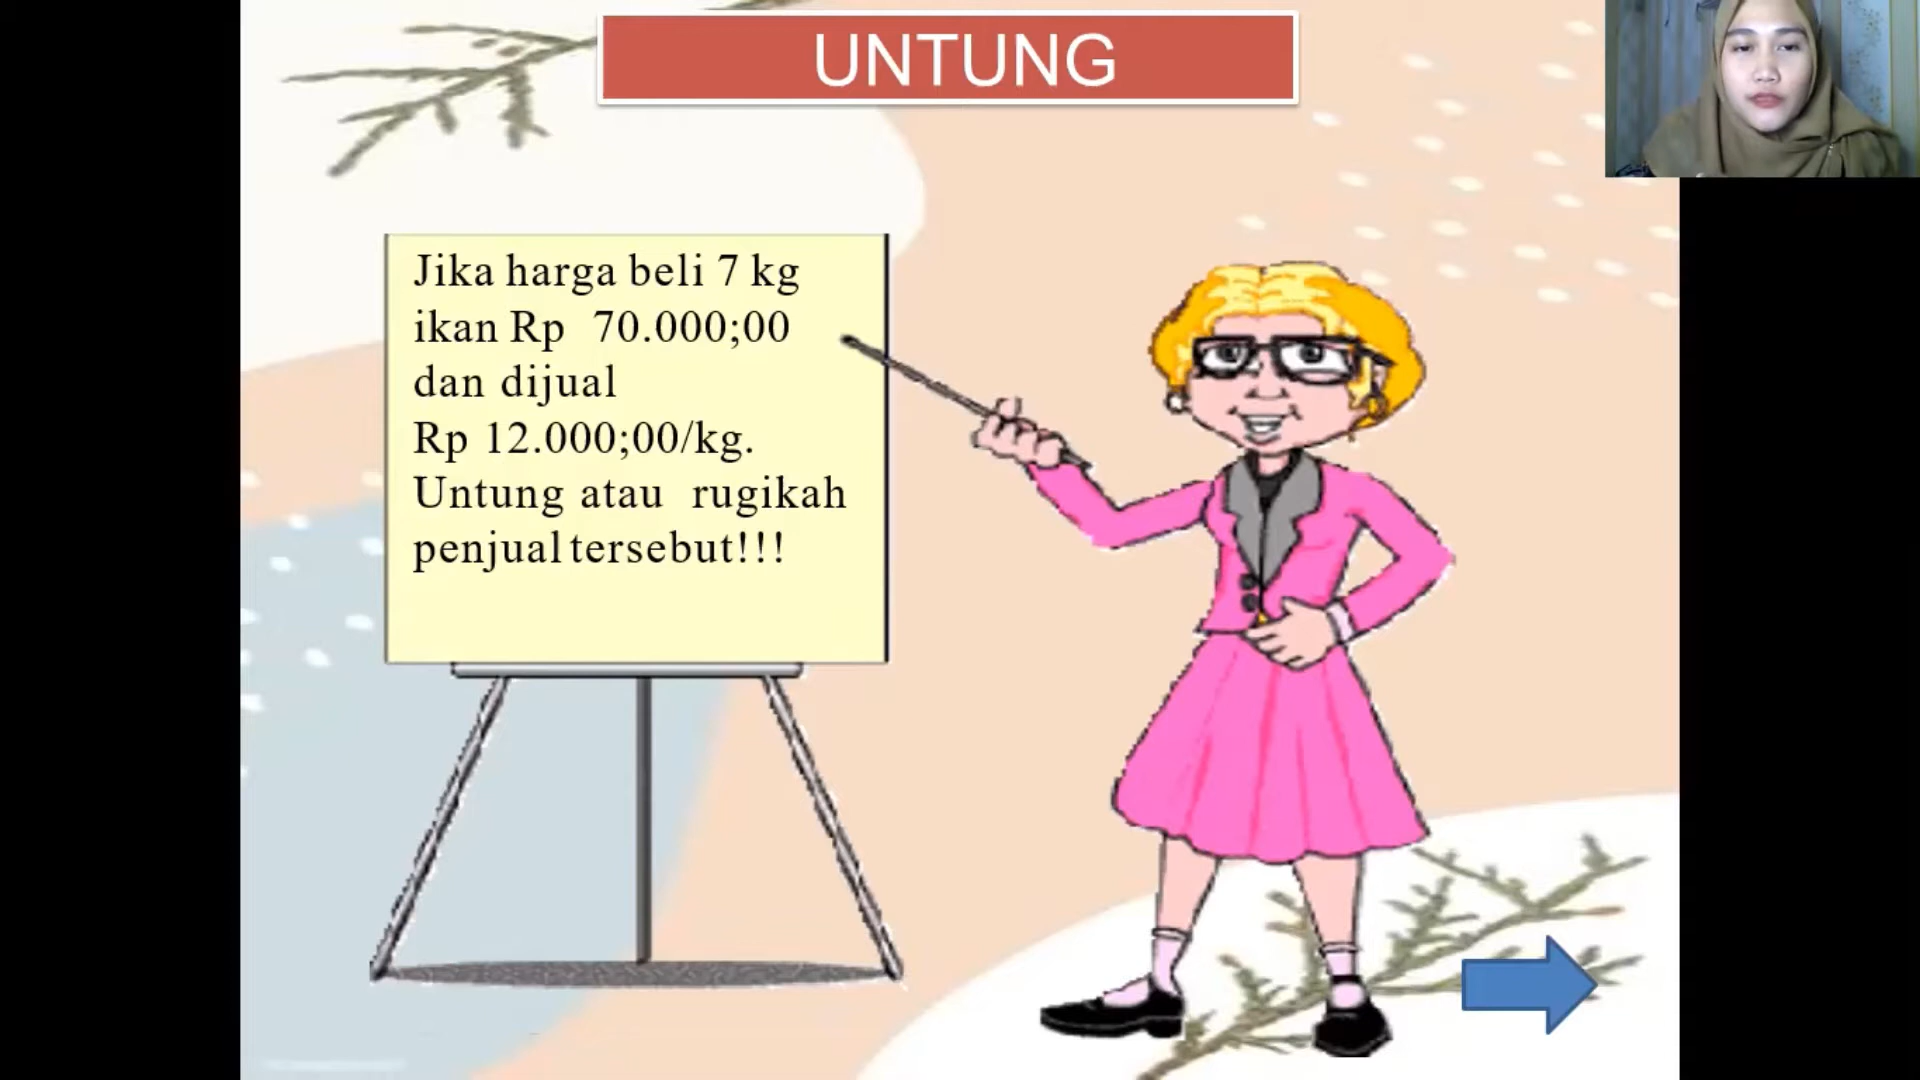 UNTUNG
Jika harga beli 7 kg
ikan Rp 70.000;00
dan dijual
Rp 12.000;00/kg.
Untung atau rugikah
penjual tersebut!!!